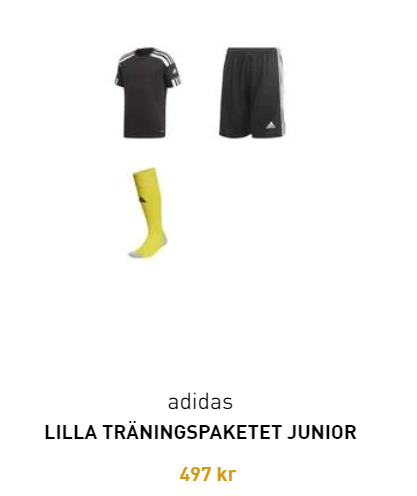 adidas
LILLA TRÄNINGSPAKETET JUNIOR
497 kr